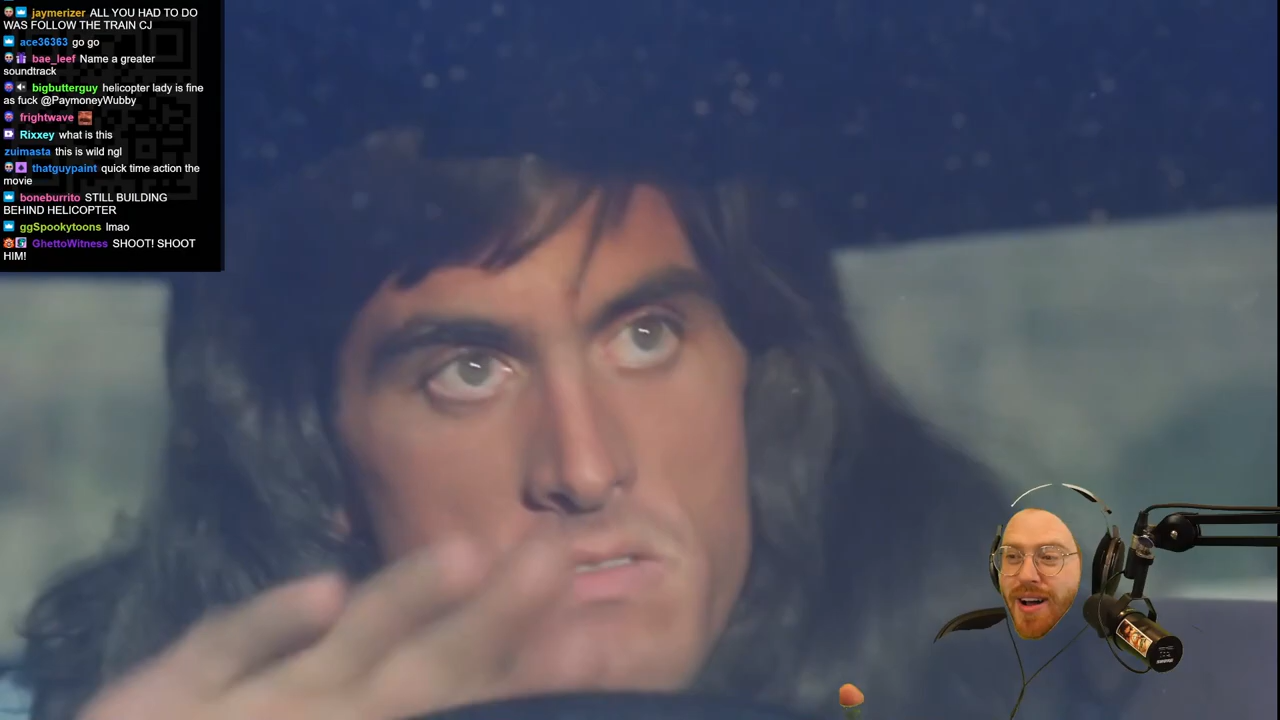 jaymerizer ALL YOU HAD TO DO
WAS FOLLOW THE TRAIN CJ
ace36363 go go
bae_leef Name a greater
soundtrack
bigbutterguy helicopter lady is fine
as fuck @PaymoneyWubby
frightwave
Rixxey what is this
zuimasta this is wild ngl
thatguypaint quick time action the
movie
boneburrito STILL BUILDING
BEHIND HELICOPTER
ggSpookytoons lmao
GhettoWitness SHOOT! SHOOT
HIM!